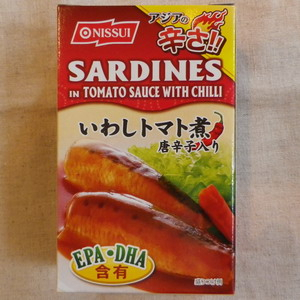 NISSUI
アジアの
辛さ!!
SARDINES
IN TOMATO SAUCE WITH CHILLI
いわしトマト煮
唐辛子入り
EPA・DHA
含有